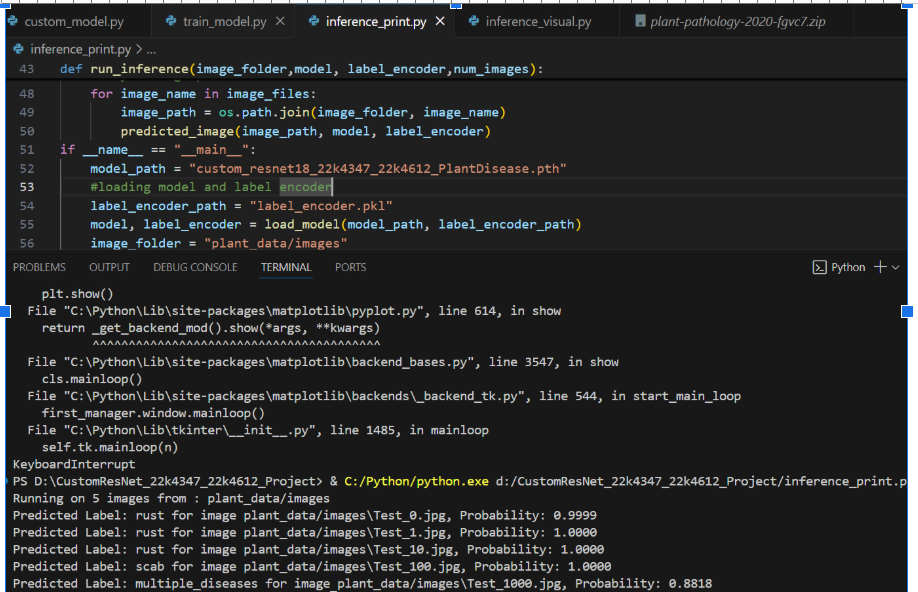 custom_model.py train_model.py × inference_print.py × inference_visual.py plant-pathology-2020-fgvc7.zip
inference_print.py > ...
43 def run_inference(image_folder,model, label_encoder,num_images):
48 for image_name in image_files:
49 image_path = os.path.join(image_folder, image_name)
50 predicted_image(image_path, model, label_encoder)
51 if __name__ == "__main__":
52 model_path = "custom_resnet18_22k4347_22k4612_PlantDisease.pth"
53 #loading model and label encoder
54 label_encoder_path = "label_encoder.pkl"
55 model, label_encoder = load_model(model_path, label_encoder_path)
56 image_folder = "plant_data/images"
PROBLEMS OUTPUT DEBUG CONSOLE TERMINAL PORTS Python
plt.show()
File "C:\Python\Lib\site-packages\matplotlib\pyplot.py", line 614, in show
return _get_backend_mod().show(*args, **kwargs)
^^^^^^^^^^^^^^^^^^^^^^^^^^^^^^^^^^^^^^^^
File "C:\Python\Lib\site-packages\matplotlib\backend_bases.py", line 3547, in show
cls.mainloop()
File "C:\Python\Lib\site-packages\matplotlib\backends\_backend_tk.py", line 544, in start_main_loop
first_manager.window.mainloop()
File "C:\Python\Lib\tkinter\__init__.py", line 1485, in mainloop
self.tk.mainloop(n)
KeyboardInterrupt
PS D:\CustomResNet_22k4347_22k4612_Project> & C:/Python/python.exe d:/CustomResNet_22k4347_22k4612_Project/inference_print.p
Running on 5 images from : plant_data/images
Predicted Label: rust for image plant_data/images\Test_0.jpg, Probability: 0.9999
Predicted Label: rust for image plant_data/images\Test_1.jpg, Probability: 1.0000
Predicted Label: rust for image plant_data/images\Test_10.jpg, Probability: 1.0000
Predicted Label: scab for image plant_data/images\Test_100.jpg, Probability: 1.0000
Predicted Label: multiple_diseases for image plant_data/images\Test_1000.jpg, Probability: 0.8818